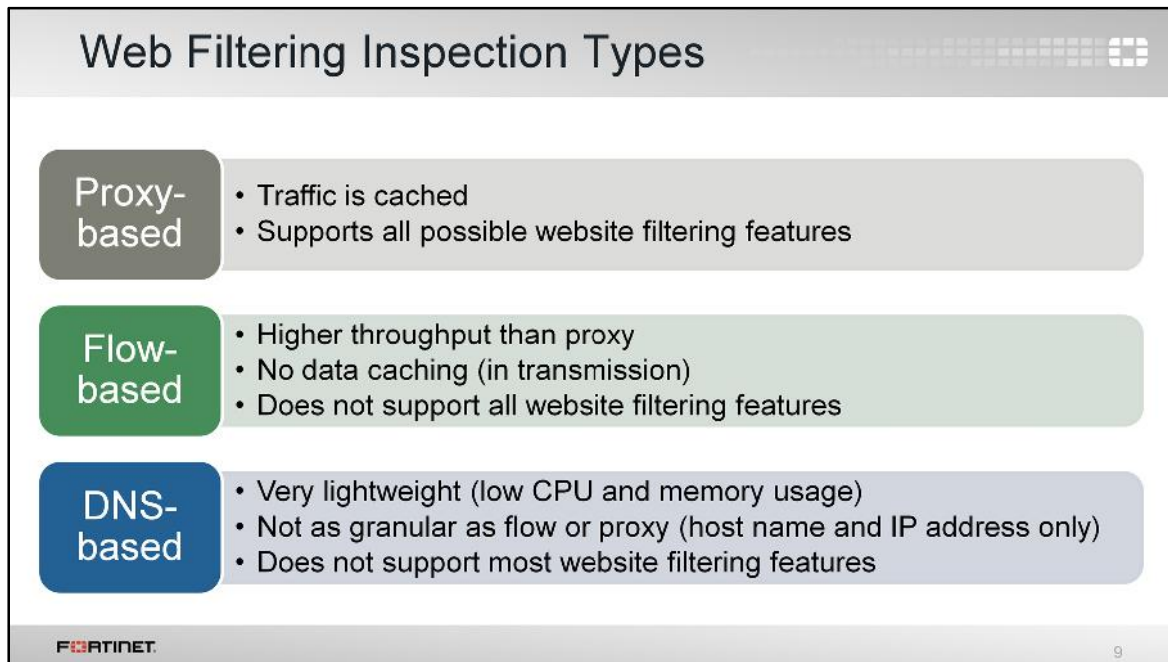 Web Filtering Inspection Types
Proxy-
based
• Traffic is cached
• Supports all possible website filtering features
Flow-
based
• Higher throughput than proxy
• No data caching (in transmission)
• Does not support all website filtering features
DNS-
based
• Very lightweight (low CPU and memory usage)
• Not as granular as flow or proxy (host name and IP address only)
• Does not support most website filtering features
FORTINET.
9